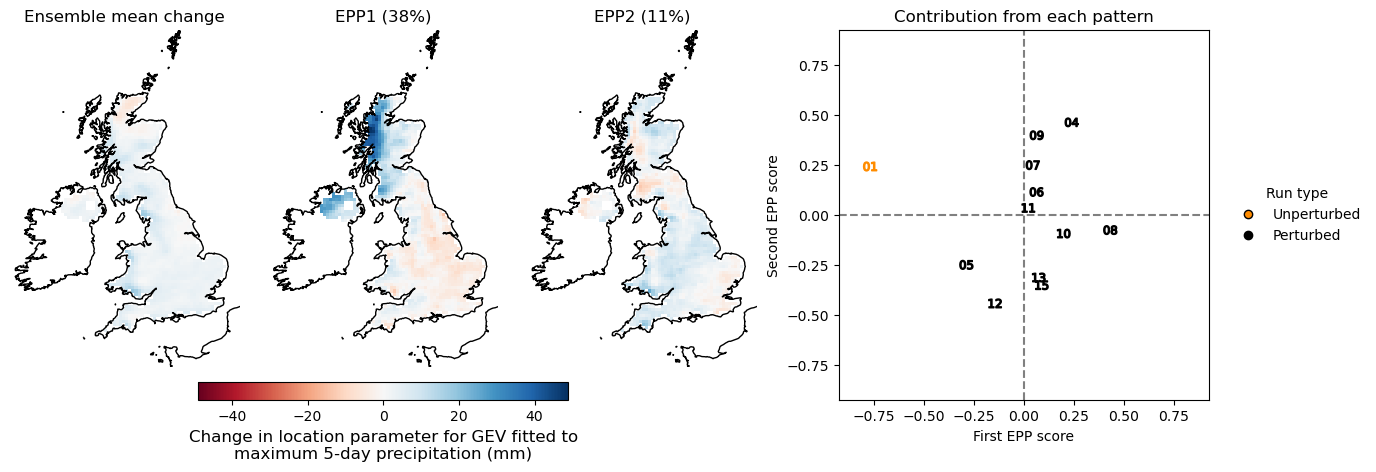 Ensemble mean change
EPP1 (38%)
EPP2 (11%)
Contribution from each pattern
−40 −20 0 20 40
Change in location parameter for GEV fitted to
maximum 5-day precipitation (mm)
0.75
0.50
0.25
0.00
−0.25
−0.50
−0.75
Second EPP score
04
09
01
07
06
11
10
08
05
13
15
12
−0.75 −0.50 −0.25 0.00 0.25 0.50 0.75
First EPP score
Run type
Unperturbed
Perturbed